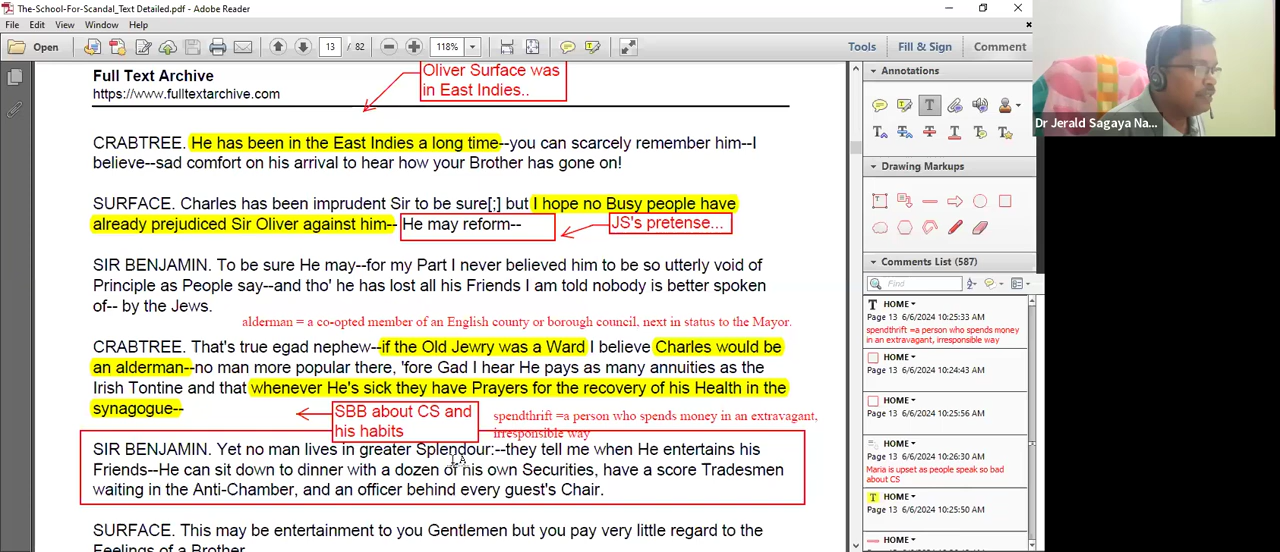 The-School-For-Scandal_Text Detailed.pdf - Adobe Reader
File Edit View Window Help
Open 13 / 82 118% Tools Fill & Sign Comment
Full Text Archive
https://www.fulltextarchive.com
Oliver Surface was
in East Indies..
CRABTREE. He has been in the East Indies a long time--you can scarcely remember him--I
believe--sad comfort on his arrival to hear how your Brother has gone on!
SURFACE. Charles has been imprudent Sir to be sure[;] but I hope no Busy people have
already prejudiced Sir Oliver against him-- He may reform--
JS's pretense...
SIR BENJAMIN. To be sure He may--for my Part I never believed him to be so utterly void of
Principle as People say--and tho' he has lost all his Friends I am told nobody is better spoken
of-- by the Jews.
alderman = a co-opted member of an English county or borough council, next in status to the Mayor.
CRABTREE. That's true egad nephew--if the Old Jewry was a Ward I believe Charles would be
an alderman--no man more popular there, 'fore Gad I hear He pays as many annuities as the
Irish Tontine and that whenever He's sick they have Prayers for the recovery of his Health in the
synagogue--
SBB about CS and
his habits
spendthrift =a person who spends money in an extravagant,
irresponsible way
SIR BENJAMIN. Yet no man lives in greater Splendour:--they tell me when He entertains his
Friends--He can sit down to dinner with a dozen of his own Securities, have a score Tradesmen
waiting in the Anti-Chamber, and an officer behind every guest's Chair.
SURFACE. This may be entertainment to you Gentlemen but you pay very little regard to the
Feelings of a Brother.
Annotations
Drawing Markups
Comments List (587)
Find
HOME
Page 13 6/6/2024 10:25:33 AM
spendthrift =a person who spends money
in an extravagant, irresponsible way
HOME
Page 13 6/6/2024 10:24:43 AM
HOME
Page 13 6/6/2024 10:25:56 AM
HOME
Page 13 6/6/2024 10:26:30 AM
Maria is upset as people speak so bad
about CS
HOME
Page 13 6/6/2024 10:25:50 AM
HOME
Dr Jerald Sagaya Na...